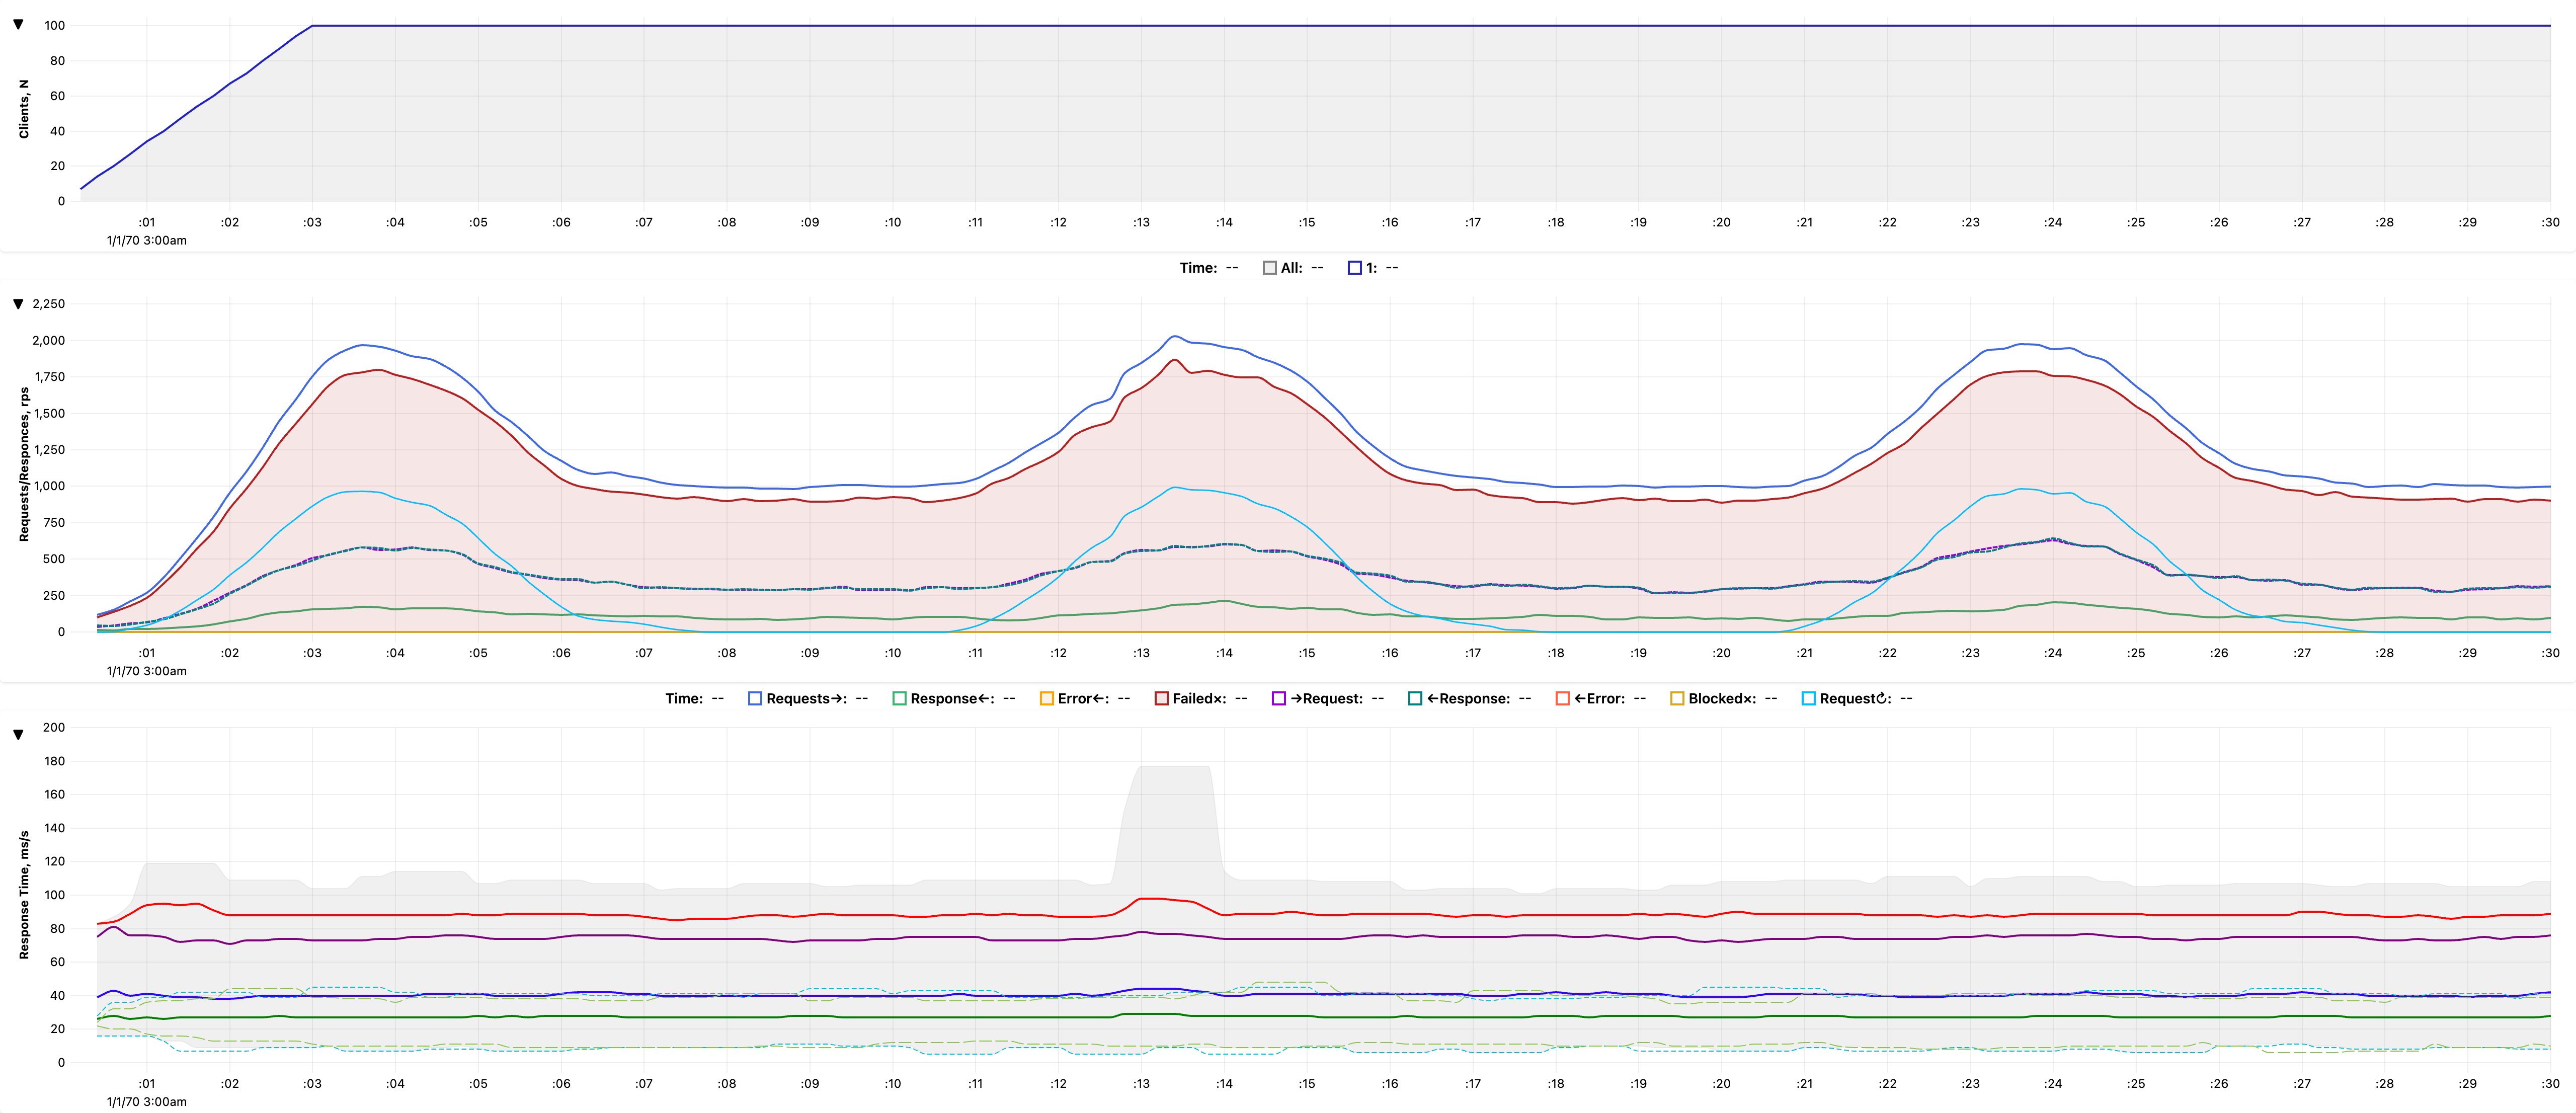 ▼
Clients, N
100
80
60
40
20
0
:01 :02 :03 :04 :05 :06 :07 :08 :09 :10 :11 :12 :13 :14 :15 :16 :17 :18 :19 :20 :21 :22 :23 :24 :25 :26 :27 :28 :29 :30
1/1/70 3:00am
Time: -- All: -- 1: --
▼
Requests/Responces, rps
2,250
2,000
1,750
1,500
1,250
1,000
750
500
250
0
:01 :02 :03 :04 :05 :06 :07 :08 :09 :10 :11 :12 :13 :14 :15 :16 :17 :18 :19 :20 :21 :22 :23 :24 :25 :26 :27 :28 :29 :30
1/1/70 3:00am
Time: -- Requests→: -- Response←: -- Error←: -- Failed×: -- →Request: -- ←Response: -- ←Error: -- Blocked×: -- Request↻: --
▼
Response Time, ms/s
200
180
160
140
120
100
80
60
40
20
0
:01 :02 :03 :04 :05 :06 :07 :08 :09 :10 :11 :12 :13 :14 :15 :16 :17 :18 :19 :20 :21 :22 :23 :24 :25 :26 :27 :28 :29 :30
1/1/70 3:00am